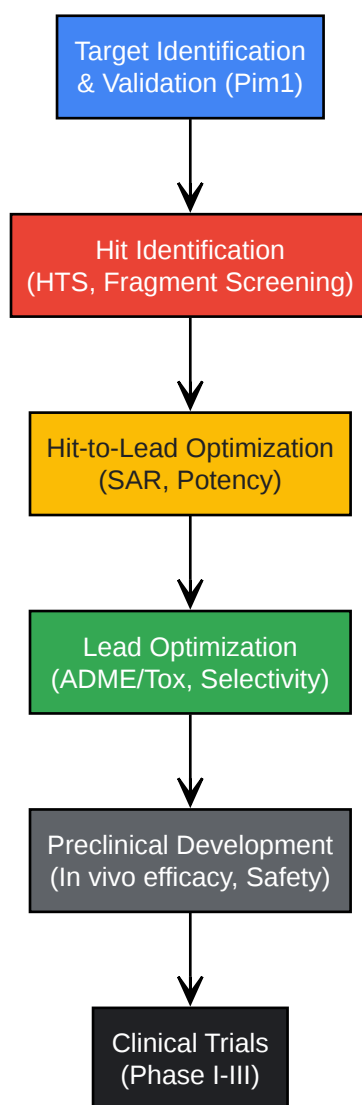 Target Identification
& Validation (Pim1)
Hit Identification
(HTS, Fragment Screening)
Hit-to-Lead Optimization
(SAR, Potency)
Lead Optimization
(ADME/Tox, Selectivity)
Preclinical Development
(In vivo efficacy, Safety)
Clinical Trials
(Phase I-III)